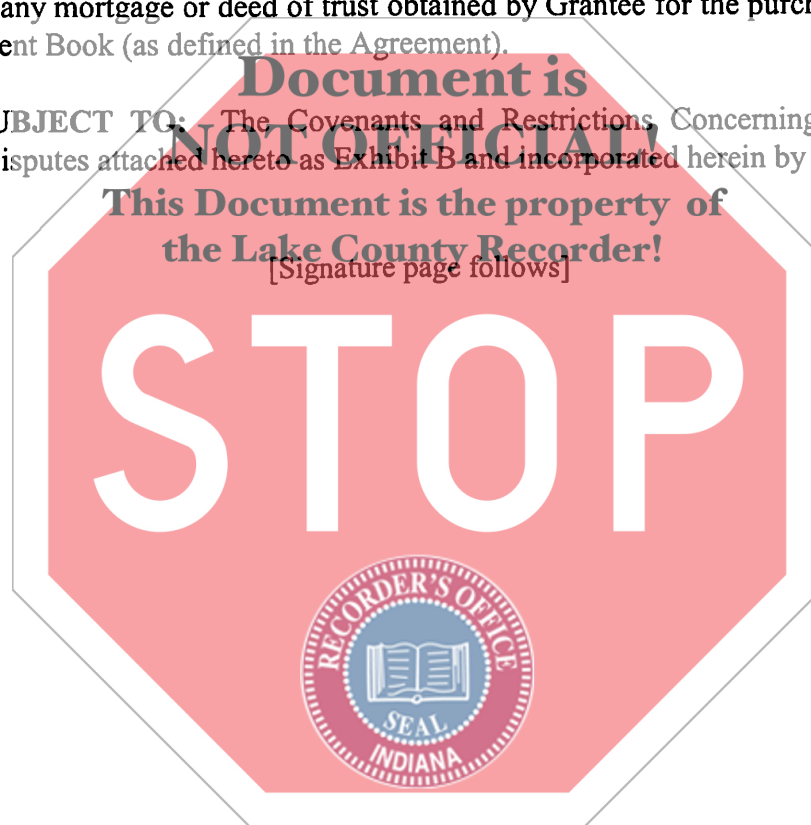 any mortgage or deed of trust obtained by Grantee for the purch
ent Book (as defined in the Agreement).
Document is
UBJECT TO: The Covenants and Restrictions Concerning
NOT OFFICIAL!
isputes attached hereto as Exhibit B and incorporated herein by
This Document is the property of
the Lake County Recorder!
[Signature page follows]
STOP
RECORDER'S OFFICE
SEAL
INDIANA